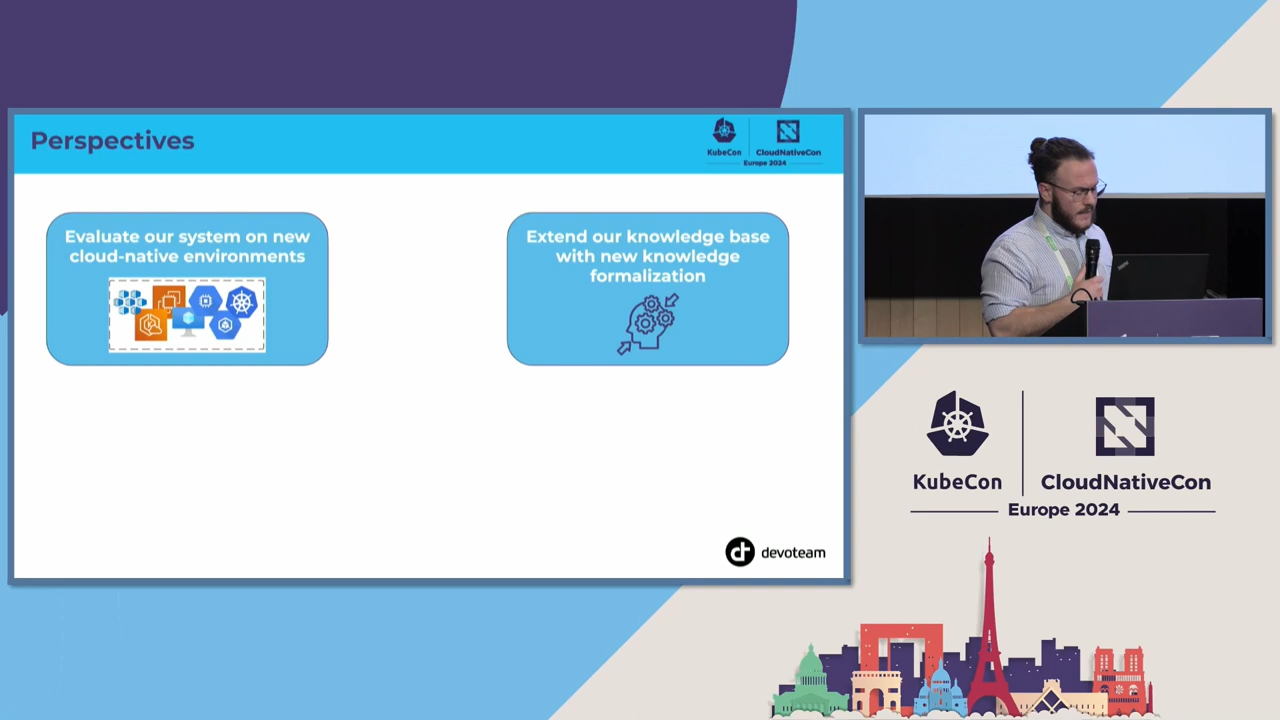 Perspectives
KubeCon
CloudNativeCon
Europe 2024
Evaluate our system on new
cloud-native environments
Extend our knowledge base
with new knowledge
formalization
devoteam
KubeCon
CloudNativeCon
Europe 2024